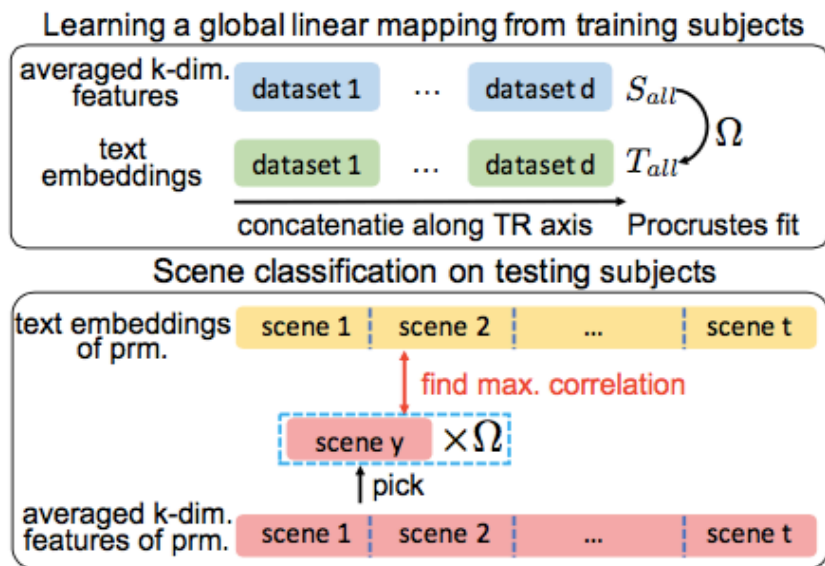 Learning a global linear mapping from training subjects
averaged k-dim.
features
dataset 1 ... dataset d S_all
Ω
text
embeddings
dataset 1 ... dataset d T_all
concatenatie along TR axis Procrustes fit
Scene classification on testing subjects
text embeddings
of prm.
scene 1 scene 2 ... scene t
find max. correlation
scene y ×Ω
pick
averaged k-dim.
features of prm.
scene 1 scene 2 ... scene t